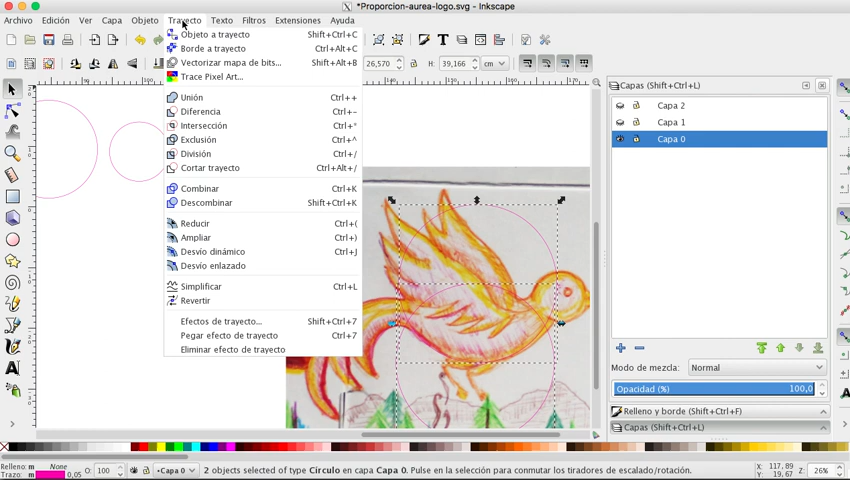 *Proporcion-aurea-logo.svg - Inkscape
Archivo Edición Ver Capa Objeto Trayecto Texto Filtros Extensiones Ayuda
Objeto a trayecto Shift+Ctrl+C
Borde a trayecto Ctrl+Alt+C
Vectorizar mapa de bits... Shift+Alt+B
Trace Pixel Art...
Unión Ctrl++
Diferencia Ctrl+-
Intersección Ctrl+*
Exclusión Ctrl+^
División Ctrl+/
Cortar trayecto Ctrl+Alt+/
Combinar Ctrl+K
Descombinar Shift+Ctrl+K
Reducir Ctrl+(
Ampliar Ctrl+)
Desvío dinámico Ctrl+J
Desvío enlazado
Simplificar Ctrl+L
Revertir
Efectos de trayecto... Shift+Ctrl+7
Pegar efecto de trayecto Ctrl+7
Eliminar efecto de trayecto
26,570 H: 39,166 cm
Capas (Shift+L)
Capa 2
Capa 1
Capa 0
Modo de mezcla: Normal
Opacidad (%) 100,0
Relleno y borde (Shift+Ctrl+F)
Capas (Shift+Ctrl+L)
Relleno: m None
Trazo: m 0,05
O: 100
•Capa 0
2 objects selected of type Círculo en capa Capa 0. Pulse en la selección para conmutar los tiradores de escalado/rotación.
X: 117,89
Y: 19,67
Z: 26%